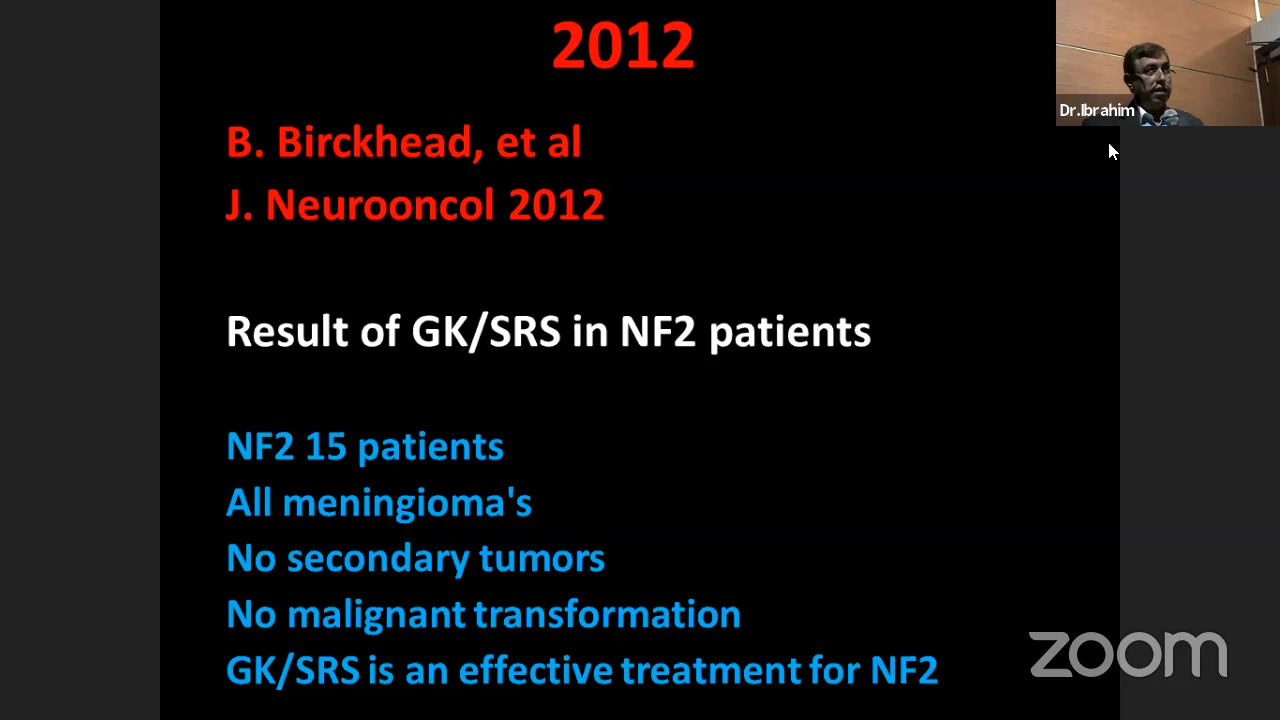 2012
Dr.Ibrahim
B. Birckhead, et al
J. Neurooncol 2012
Result of GK/SRS in NF2 patients
NF2 15 patients
All meningioma's
No secondary tumors
No malignant transformation
GK/SRS is an effective treatment for NF2
zoom